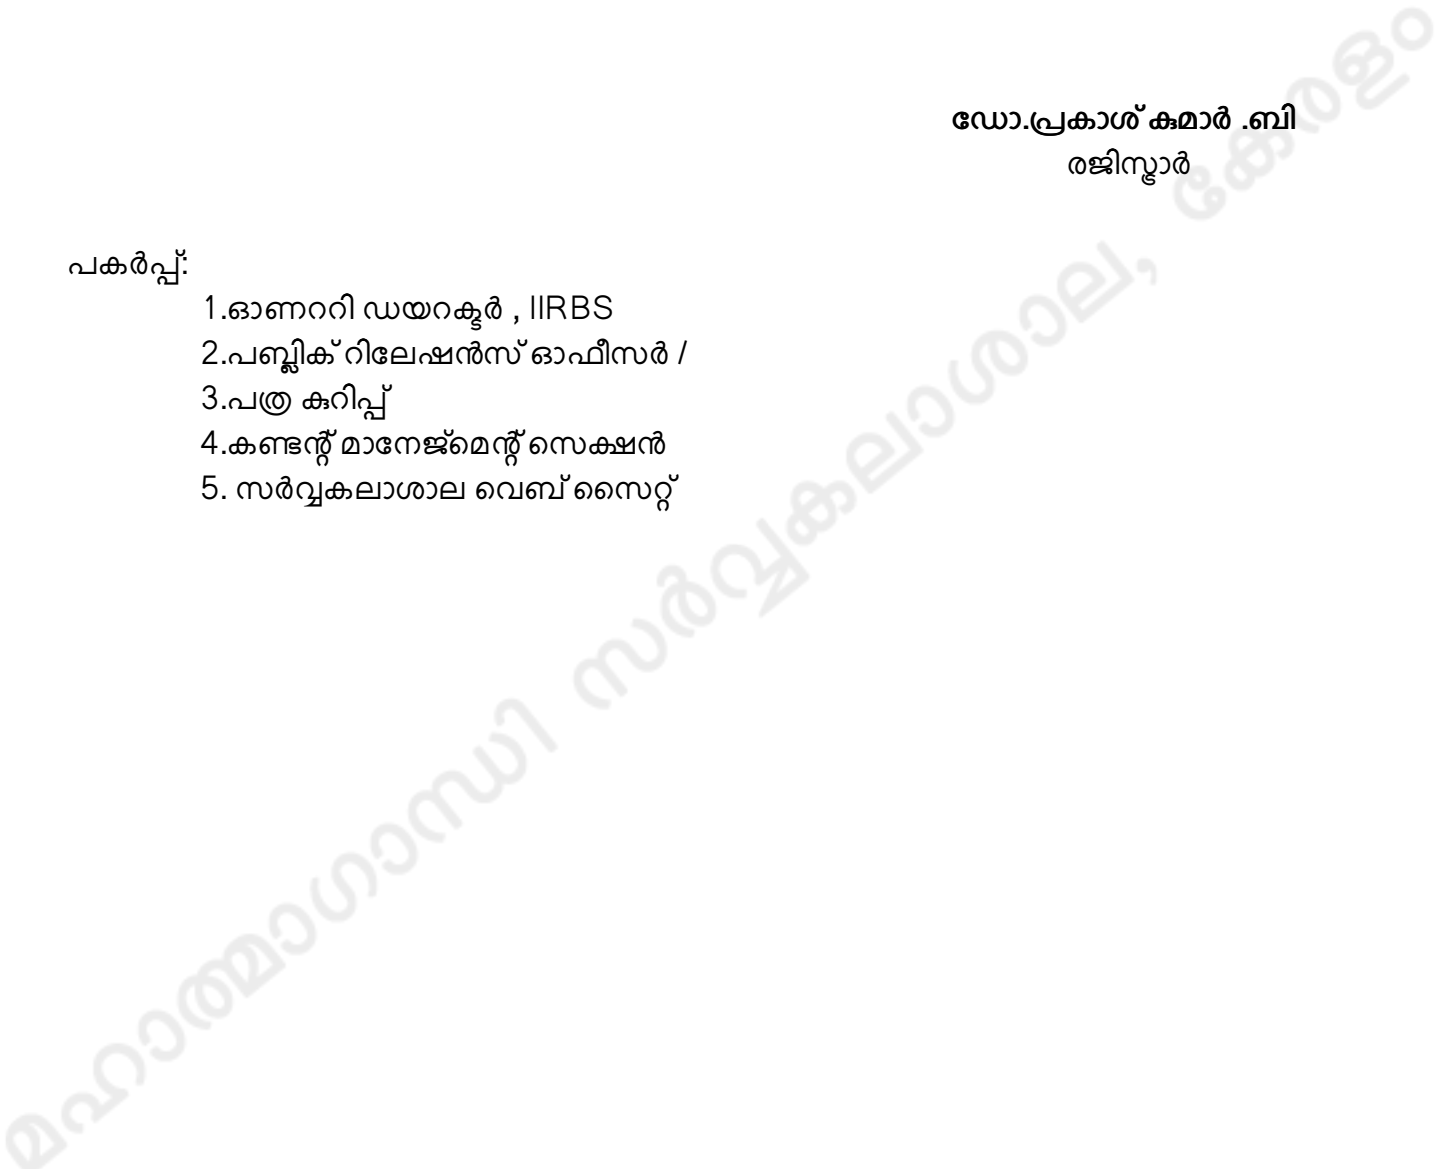 ഡോ.പ്രകാശ് കുമാർ .ബി
രജിസ്ട്രാർ
പകർപ്പ്:
1.ഓണററി ഡയറക്ടർ , IIRBS
2.പബ്ലിക് റിലേഷൻസ് ഓഫീസർ /
3.പത്ര കുറിപ്പ്
4.കണ്ടന്റ് മാനേജ്മെന്റ് സെക്ഷൻ
5. സർവ്വകലാശാല വെബ് സൈറ്റ്
മഹാത്മാഗാന്ധി സർവ്വകലാശാല, കേരളം